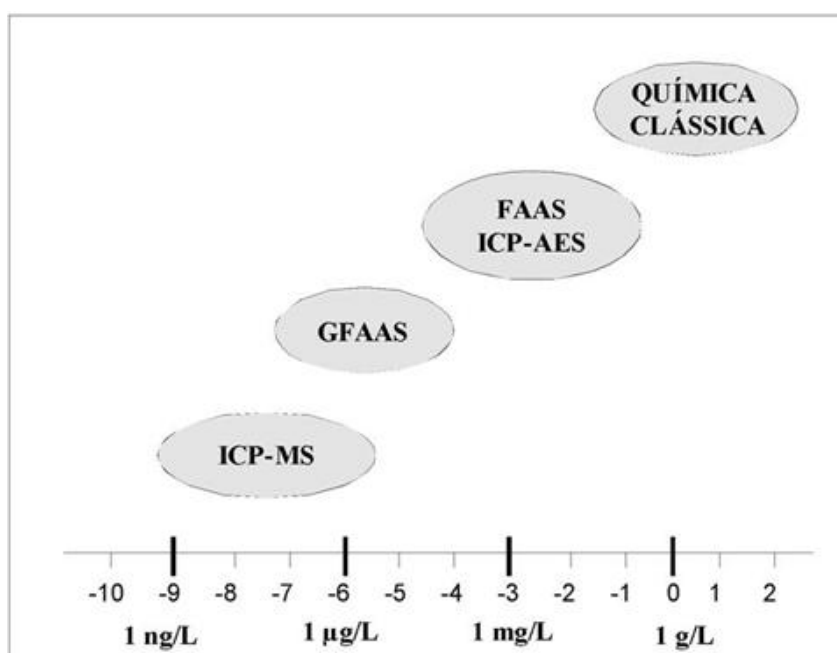 QUÍMICA
CLÁSSICA
FAAS
ICP-AES
GFAAS
ICP-MS
-10 -9 -8 -7 -6 -5 -4 -3 -2 -1 0 1 2
1 ng/L 1 µg/L 1 mg/L 1 g/L